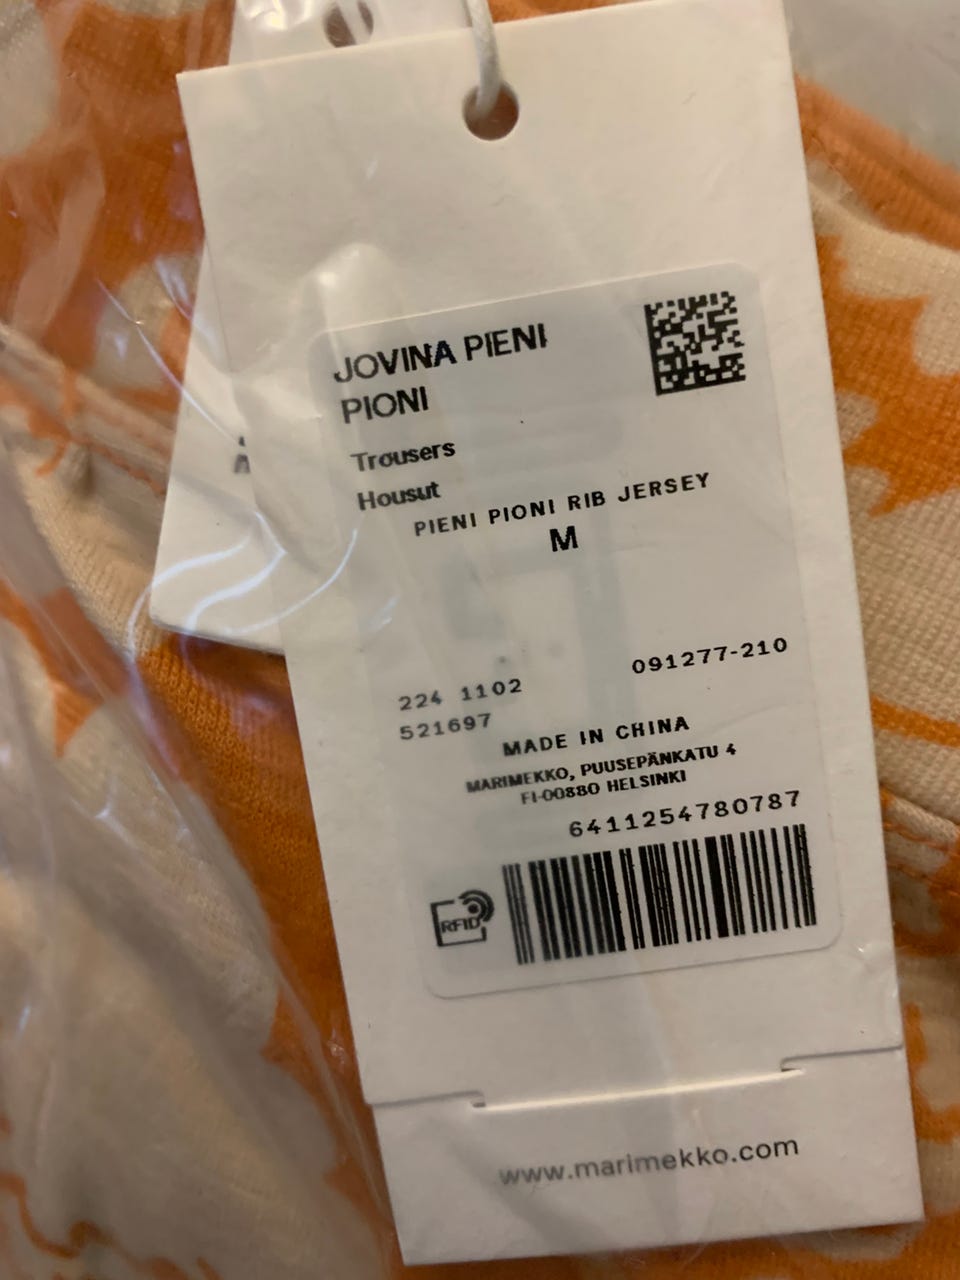 JOVINA PIENI
PIONI
Trousers
Housut
PIENI PIONI RIB JERSEY
M
091277-210
224 1102
521697
MADE IN CHINA
MARIMEKKO, PUUSEPÄNKATU 4
FI-00880 HELSINKI
6411254780787
RFID
www.marimekko.com